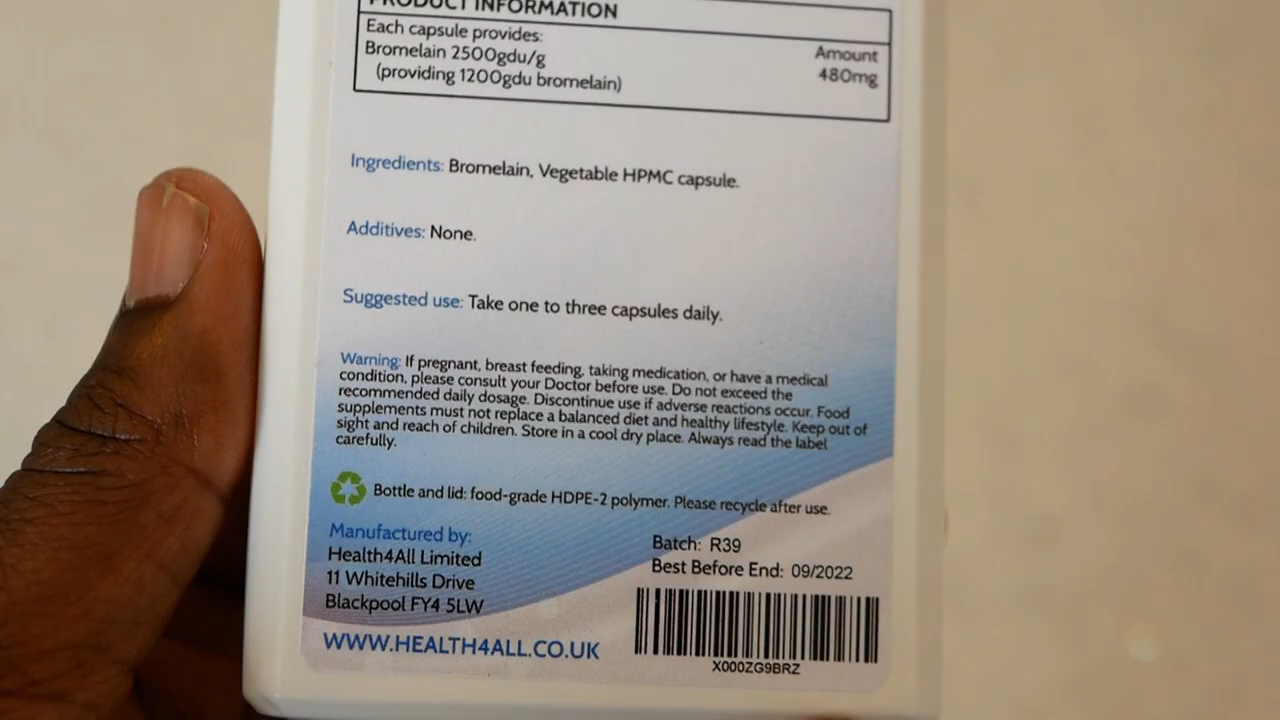 PRODUCT INFORMATION
Each capsule provides:
Amount
Bromelain 2500gdu/g
480mg
(providing 1200gdu bromelain)
Ingredients: Bromelain, Vegetable HPMC capsule.
Additives: None.
Suggested use: Take one to three capsules daily.
Warning: If pregnant, breast feeding, taking medication, or have a medical
condition, please consult your Doctor before use. Do not exceed the
recommended daily dosage. Discontinue use if adverse reactions occur. Food
supplements must not replace a balanced diet and healthy lifestyle. Keep out of
sight and reach of children. Store in a cool dry place. Always read the label
carefully.
Bottle and lid: food-grade HDPE-2 polymer. Please recycle after use.
Manufactured by:
Health4All Limited
11 Whitehills Drive
Blackpool FY4 5LW
WWW.HEALTH4ALL.CO.UK
Batch: R39
Best Before End: 09/2022
X000ZG9BRZ